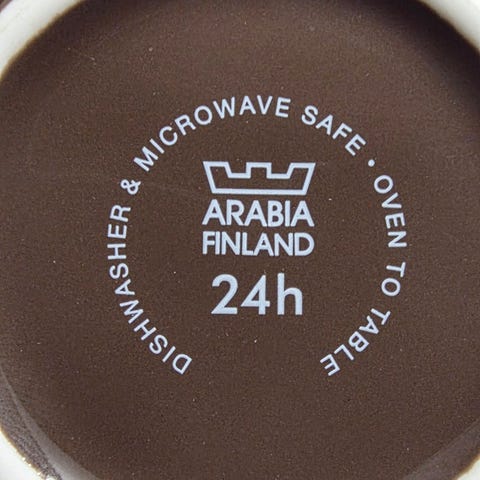 DISHWASHER & MICROWAVE SAFE • OVEN TO TABLE
ARABIA
FINLAND
24h